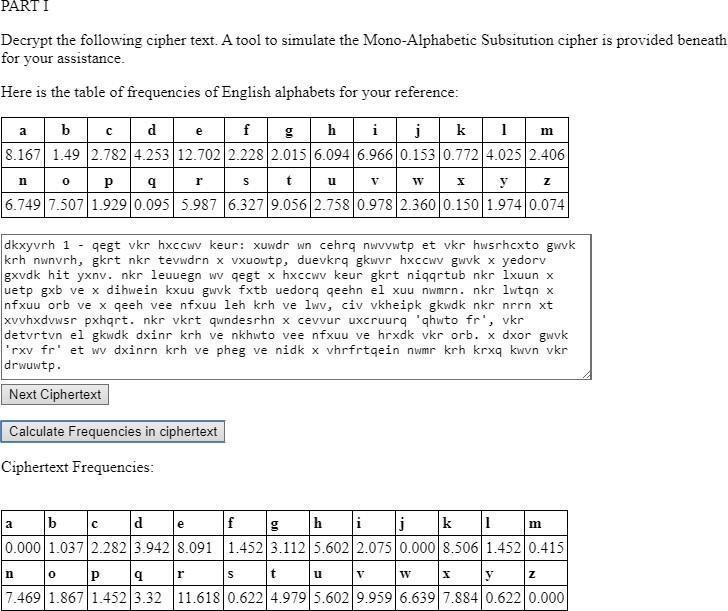 PART I
Decrypt the following cipher text. A tool to simulate the Mono-Alphabetic Subsitution cipher is provided beneath
for your assistance.
Here is the table of frequencies of English alphabets for your reference:
a b c d e f g h i j k l m
8.167 1.49 2.782 4.253 12.702 2.228 2.015 6.094 6.966 0.153 0.772 4.025 2.406
n o p q r s t u v w x y z
6.749 7.507 1.929 0.095 5.987 6.327 9.056 2.758 0.978 2.360 0.150 1.974 0.074
dkxyvrh 1 - qegt vkr hxccwv keur: xuwdr wn cehrq nwvvwtp et vkr hwsrhcxto gwvk
krh nwnvrh, gkrt nkr tevwdrn x vxuowtp, duevkrq gkwvr hxccwv gwvk x yedorv
gxvdk hit yxnv. nkr leuuegn wv qegt x hxccwv keur gkrt niqqrtub nkr lxuun x
uetp gxb ve x dihwein kxuu gwvk fxtb uedorq qeehn el xuu nwmrn. nkr lwtqn x
nfxuu orb ve x qeeh vee nfxuu leh krh ve lwv, civ vkheipk gkwdk nkr nrrn xt
xvvhxdvwsr pxhqrt. nkr vkrt qwndesrhn x cevvur uxcruurq 'qhwto fr', vkr
detvrtvn el gkwdk dxinr krh ve nkhwto vee nfxuu ve hrxdk vkr orb. x dxor gwvk
'rxv fr' et wv dxinrn krh ve pheg ve nidk x vhrfrtqein nwmr krh krxq kwvn vkr
drwuwtp.
Next Ciphertext
Calculate Frequencies in ciphertext
Ciphertext Frequencies:
a b c d e f g h i j k l m
0.000 1.037 2.282 3.942 8.091 1.452 3.112 5.602 2.075 0.000 8.506 1.452 0.415
n o p q r s t u v w x y z
7.469 1.867 1.452 3.32 11.618 0.622 4.979 5.602 9.959 6.639 7.884 0.622 0.000